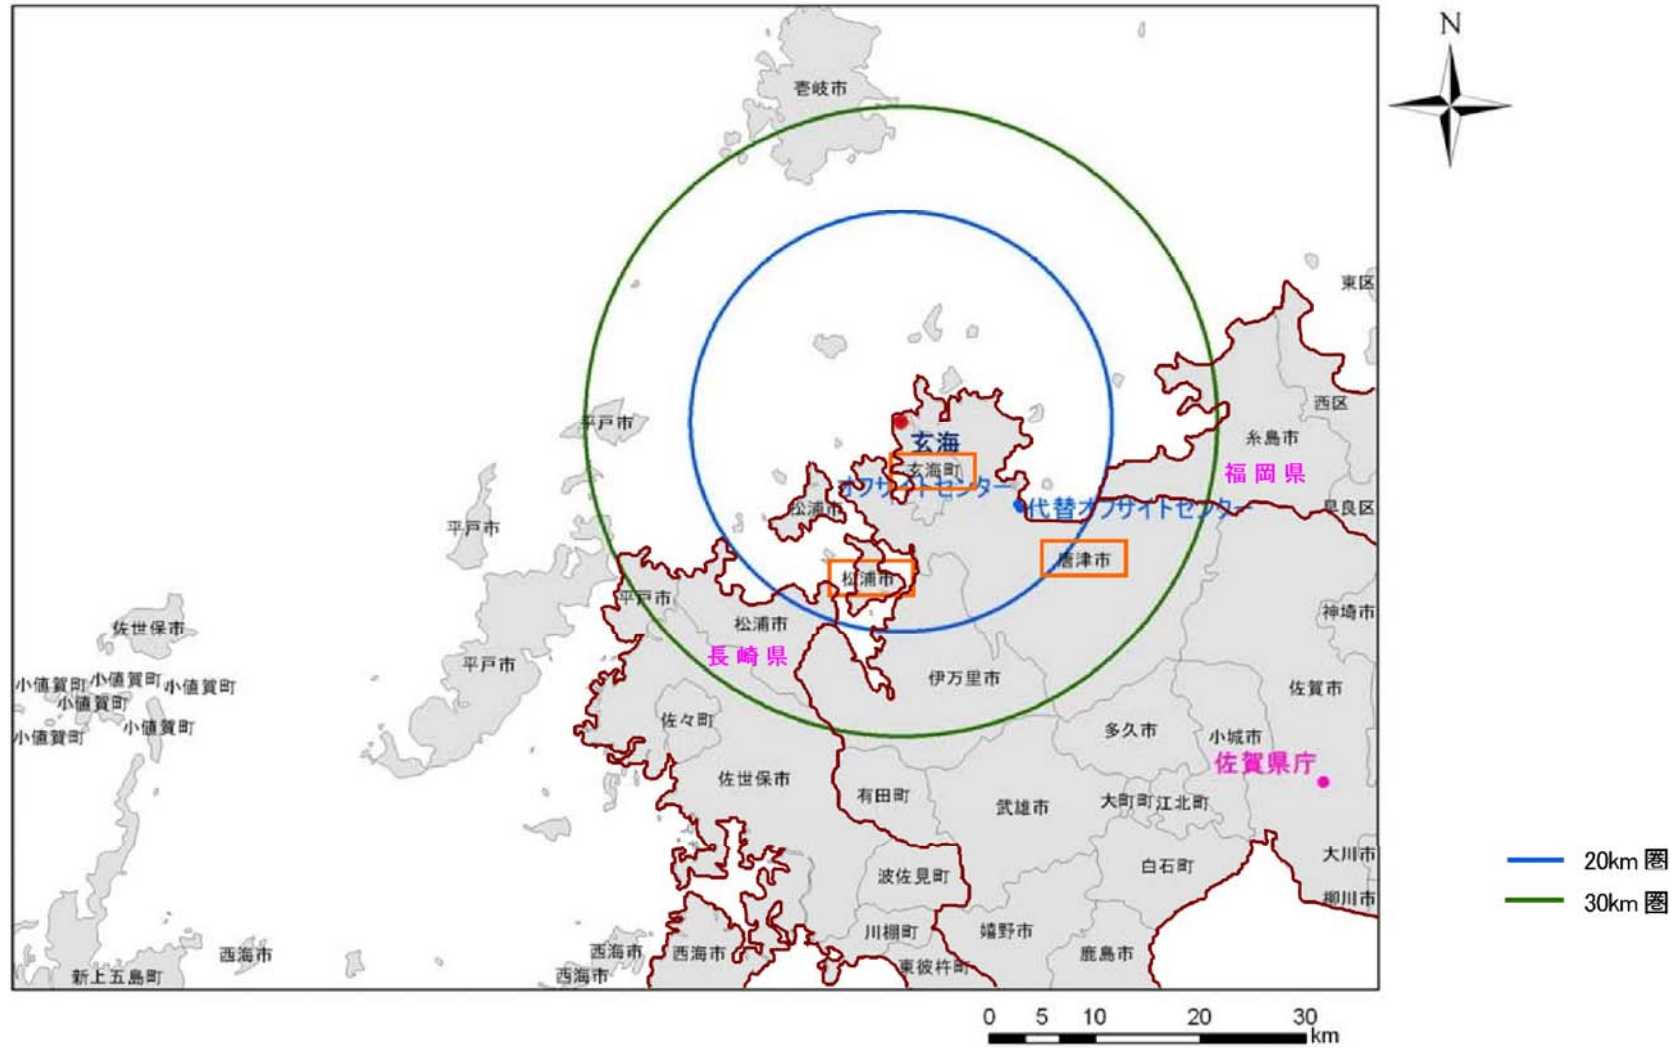 N
壱岐市
東区
平戸市
西区
玄海
糸島市
玄海町
福岡県
オフサイトセンター
松浦市
代替オフサイトセンター
早良区
平戸市
唐津市
松浦市
平戸市
神埼市
松浦市
佐世保市
長崎県
平戸市
伊万里市
小値賀町
小値賀町
小値賀町
佐賀市
小値賀町
佐々町
小値賀町
小値賀町
多久市
小城市
佐賀県庁
佐世保市
有田町
武雄市
大町町
江北町
大川市
20km 圏
白石町
波佐見町
柳川市
30km 圏
川棚町
嬉野市
西海市
西海市
西海市
鹿島市
東彼杵町
新上五島町
西海市
0 5 10 20 30
km